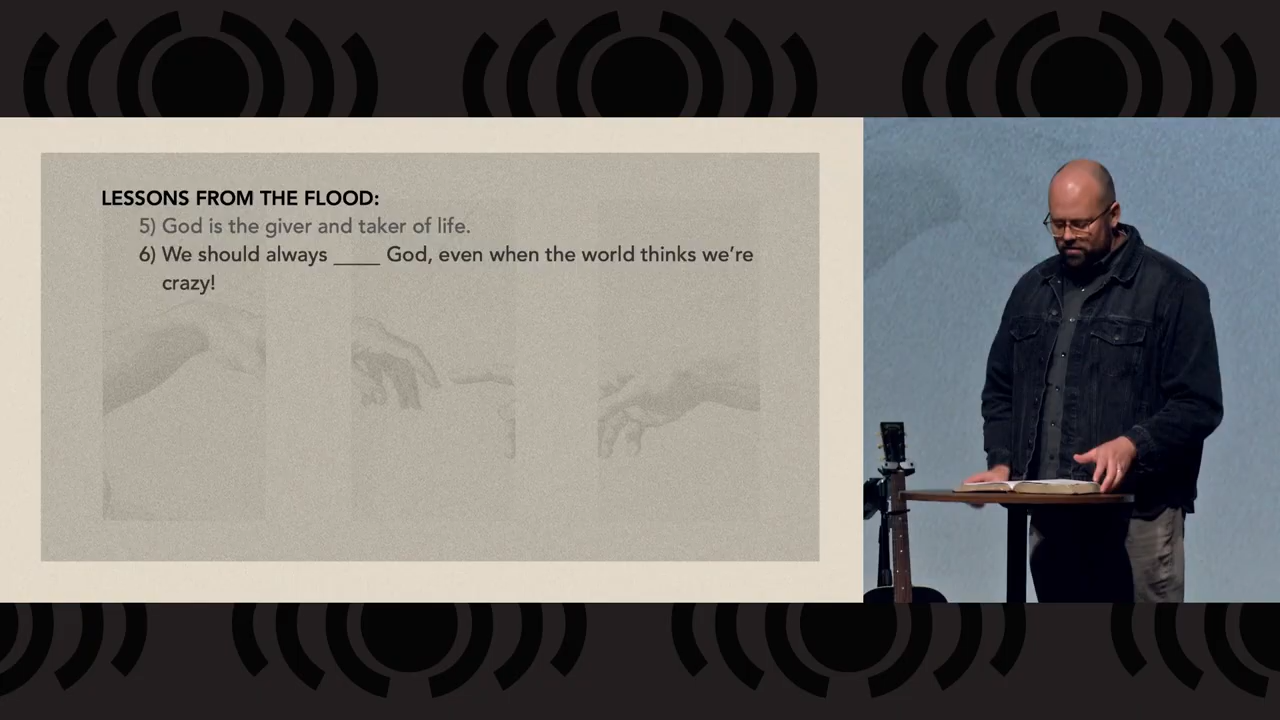 LESSONS FROM THE FLOOD:
5) God is the giver and taker of life.
6) We should always _____ God, even when the world thinks we’re
crazy!